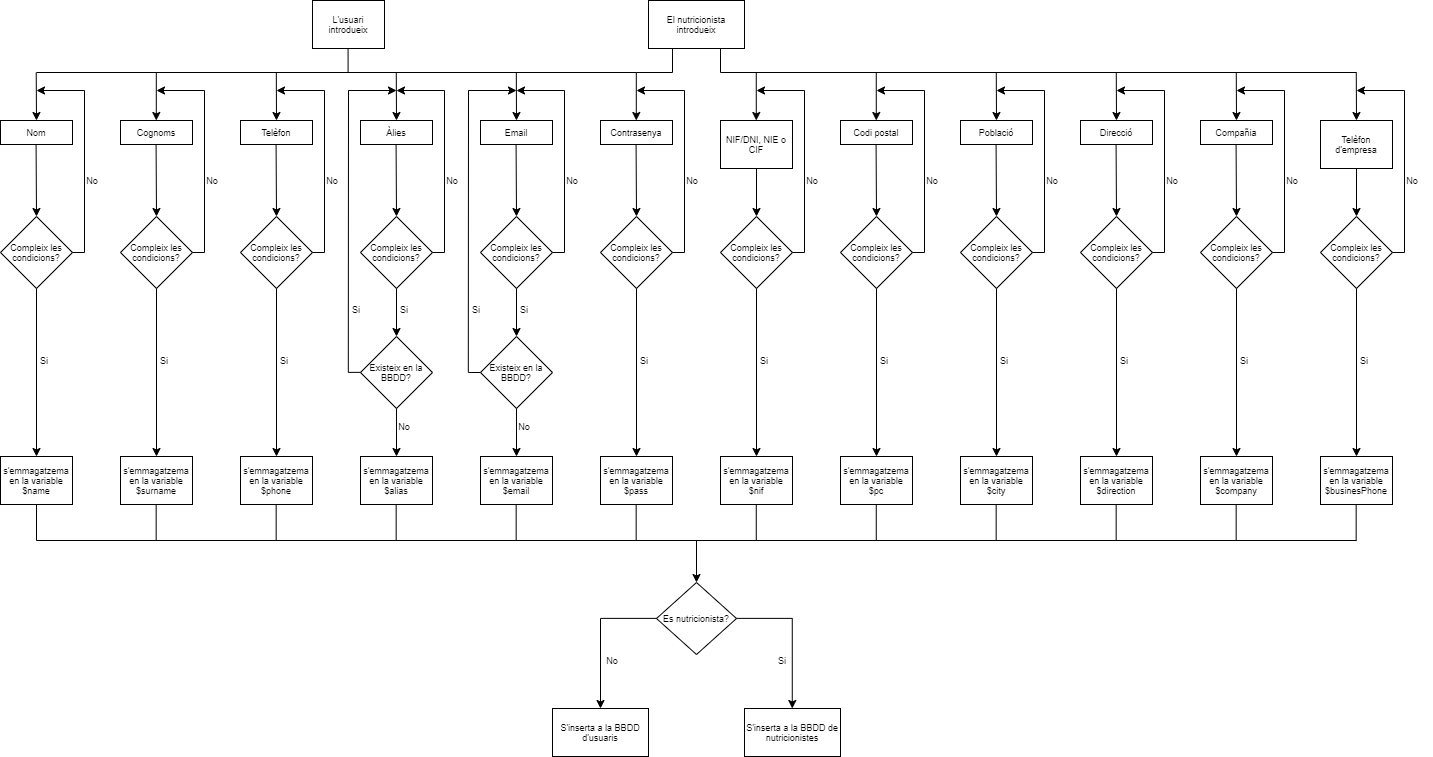 L'usuari
introdueix
El nutricionista
introdueix
Nom
Cognoms
Telèfon
Àlies
Email
Contrasenya
NIF/DNI, NIE o
CIF
Codi postal
Població
Direcció
Compañia
Telèfon
d'empresa
No
No
No
No
No
No
No
No
No
No
No
No
Compleix les
condicions?
Compleix les
condicions?
Compleix les
condicions?
Compleix les
condicions?
Compleix les
condicions?
Compleix les
condicions?
Compleix les
condicions?
Compleix les
condicions?
Compleix les
condicions?
Compleix les
condicions?
Compleix les
condicions?
Compleix les
condicions?
Si
Si
Si
Si
Si
Si
Si
Si
Si
Si
Si
Si
Si
Si
Existeix en la
BBDD?
Existeix en la
BBDD?
No
No
s'emmagatzema
en la variable
$name
s'emmagatzema
en la variable
$surname
s'emmagatzema
en la variable
$phone
s'emmagatzema
en la variable
$alias
s'emmagatzema
en la variable
$email
s'emmagatzema
en la variable
$pass
s'emmagatzema
en la variable
$nif
s'emmagatzema
en la variable
$pc
s'emmagatzema
en la variable
$city
s'emmagatzema
en la variable
$direction
s'emmagatzema
en la variable
$company
s'emmagatzema
en la variable
$businesPhone
Es nutricionista?
No
Si
S'inserta a la BBDD
d'usuaris
S'inserta a la BBDD de
nutricionistes